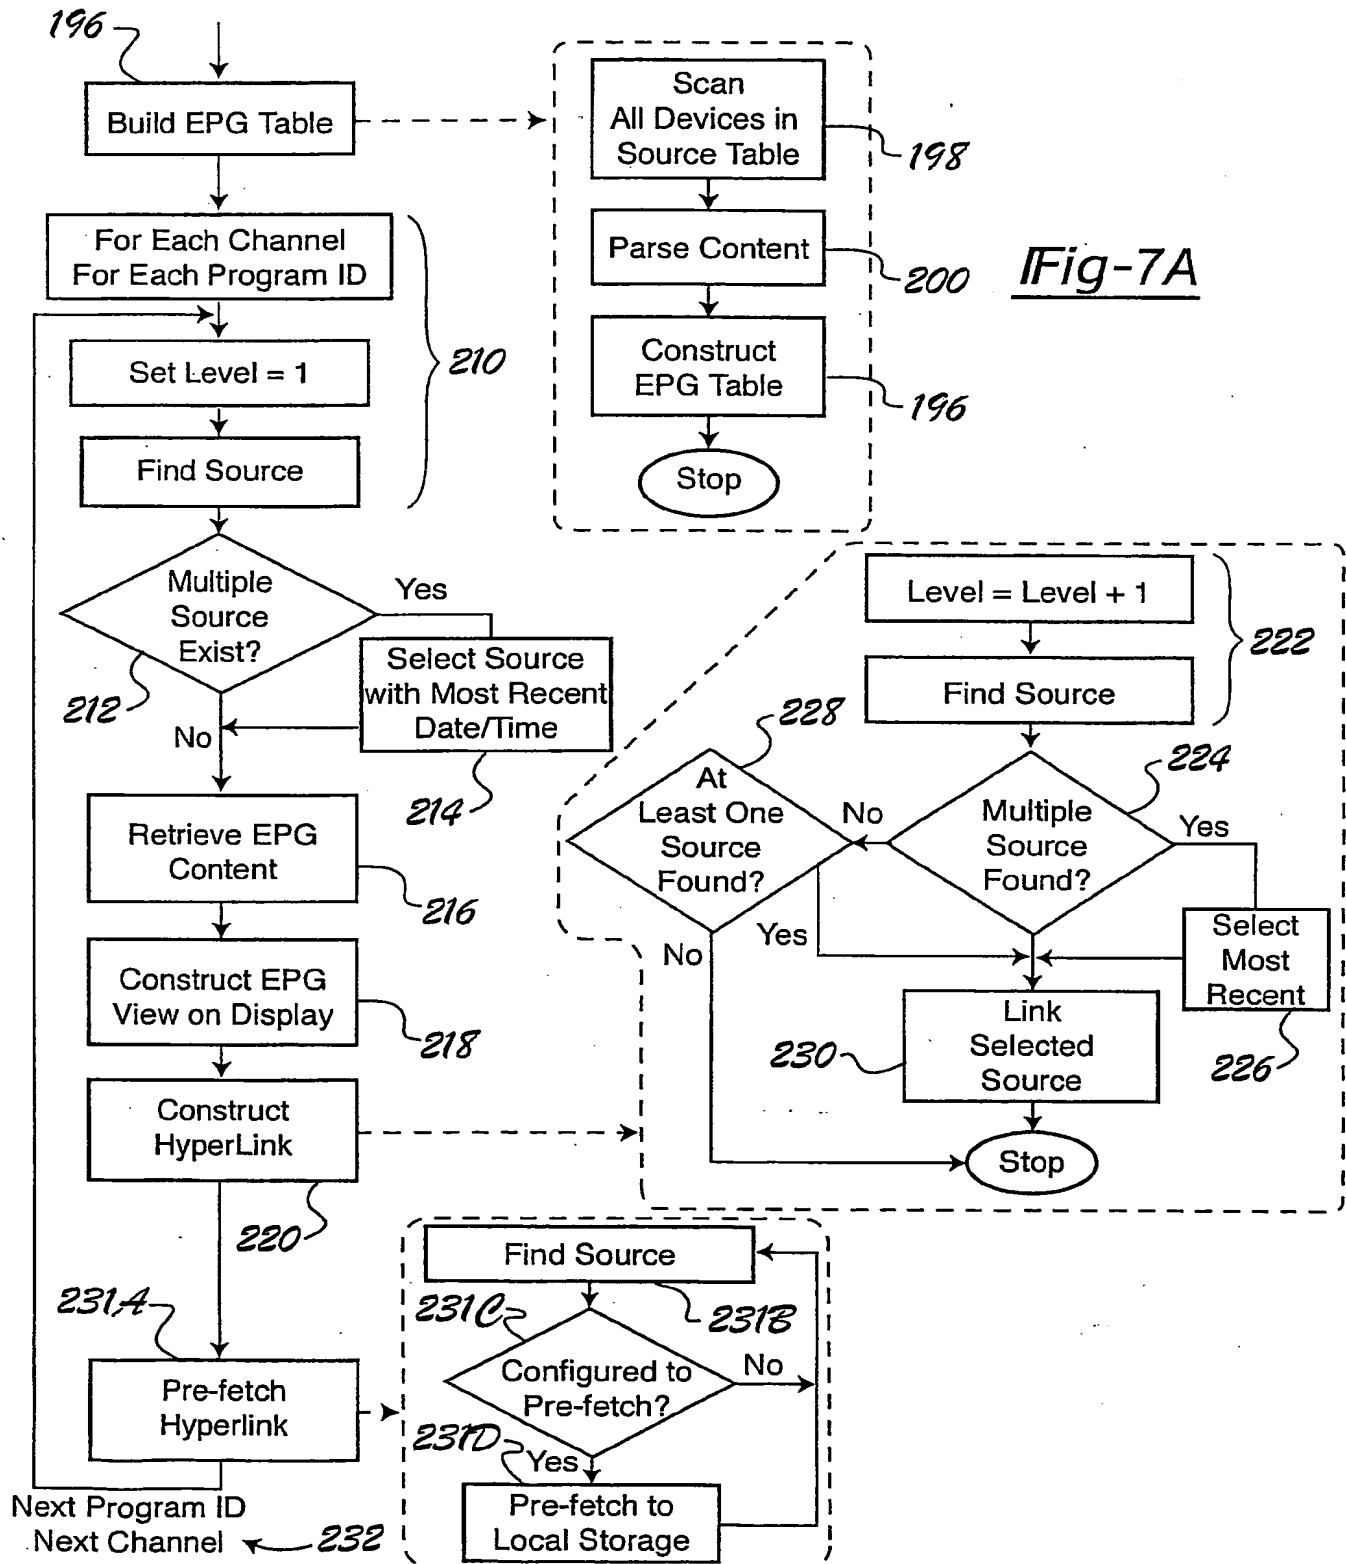 196
Build EPG Table
Scan
All Devices in
Source Table
198
For Each Channel
For Each Program ID
Parse Content
200
Fig-7A
Set Level = 1
210
Construct
EPG Table
196
Find Source
Stop
Multiple
Source
Exist?
Yes
212
No
Select Source
with Most Recent
Date/Time
214
Level = Level + 1
222
Find Source
228
At
Least One
Source
Found?
No
224
Multiple
Source
Found?
Yes
Retrieve EPG
Content
216
Yes
No
Select
Most
Recent
226
Construct EPG
View on Display
218
Link
Selected
Source
230
Construct
HyperLink
220
Stop
Find Source
231B
231A
231C
Configured to
Pre-fetch?
No
Pre-fetch
Hyperlink
231D
Yes
Pre-fetch to
Local Storage
Next Program ID
Next Channel
232